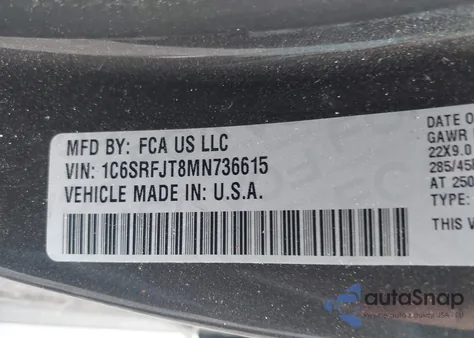 MFD BY: FCA US LLC
VIN: 1C6SRFJT8MN736615
VEHICLE MADE IN: U.S.A.
DATE O
GAWR
22X9.0
285/45
AT 250
TYPE:
THIS V
autoSnap